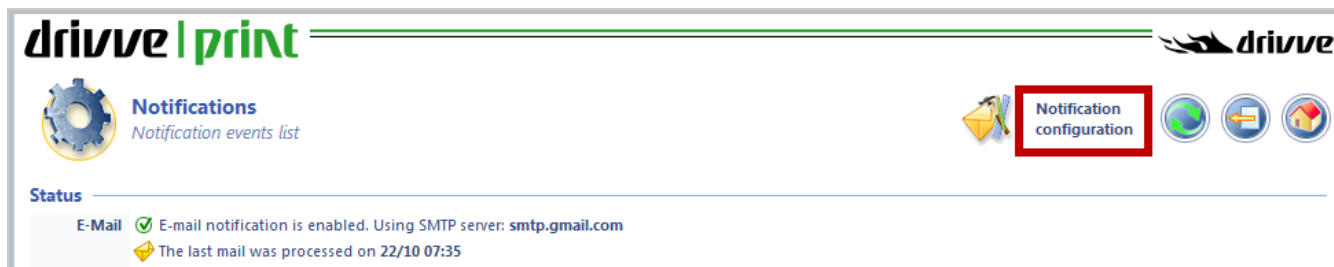 drivve | print
drivve
Notifications
Notification events list
Notification
configuration
Status
E-Mail E-mail notification is enabled. Using SMTP server: smtp.gmail.com
The last mail was processed on 22/10 07:35